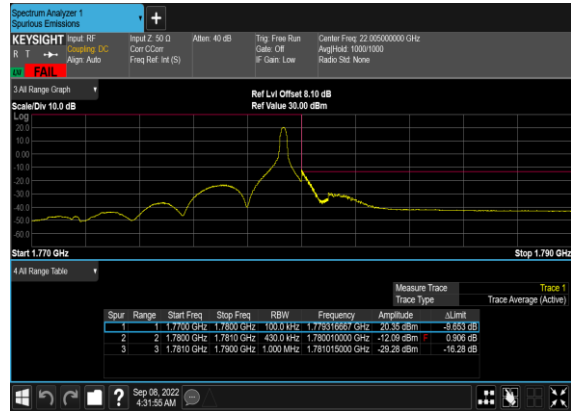 Spectrum Analyzer 1
Spurious Emissions
+
KEYSIGHT
R T
LW FAIL
Input: RF
Coupling: DC
Align: Auto
Input Z: 50 Ω
Corr CCorr
Freq Ref: Int (S)
Atten: 40 dB
Trig: Free Run
Gate: Off
IF Gain: Low
Center Freq: 22.005000000 GHz
Avg|Hold: 1000/1000
Radio Std: None
3 All Range Graph
Scale/Div 10.0 dB
Ref Lvl Offset 8.10 dB
Ref Value 30.00 dBm
Log
20.0
10.0
0.00
-10.0
-20.0
-30.0
-40.0
-50.0
-60.0
Start 1.770 GHz
Stop 1.790 GHz
4 All Range Table
Measure Trace Trace 1
Trace Type Trace Average (Active)
Spur Range Start Freq Stop Freq RBW Frequency Amplitude ΔLimit
1 1 1.7700 GHz 1.7800 GHz 100.0 kHz 1.779316667 GHz 20.35 dBm -9.653 dB
2 2 1.7800 GHz 1.7810 GHz 430.0 kHz 1.780010000 GHz -12.09 dBm F 0.906 dB
3 3 1.7810 GHz 1.7900 GHz 1.000 MHz 1.781015000 GHz -29.28 dBm -16.28 dB
?
Sep 08, 2022
4:31:55 AM